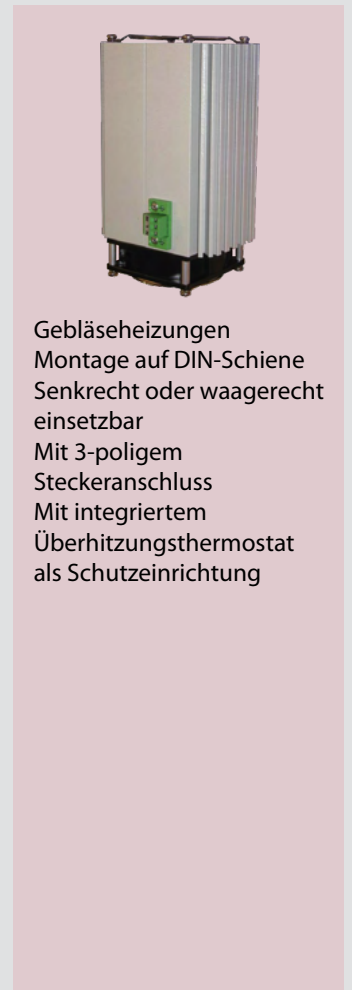 Gebläseheizungen
Montage auf DIN-Schiene
Senkrecht oder waagerecht
einsetzbar
Mit 3-poligem
Steckeranschluss
Mit integriertem
Überhitzungsthermostat
als Schutzeinrichtung